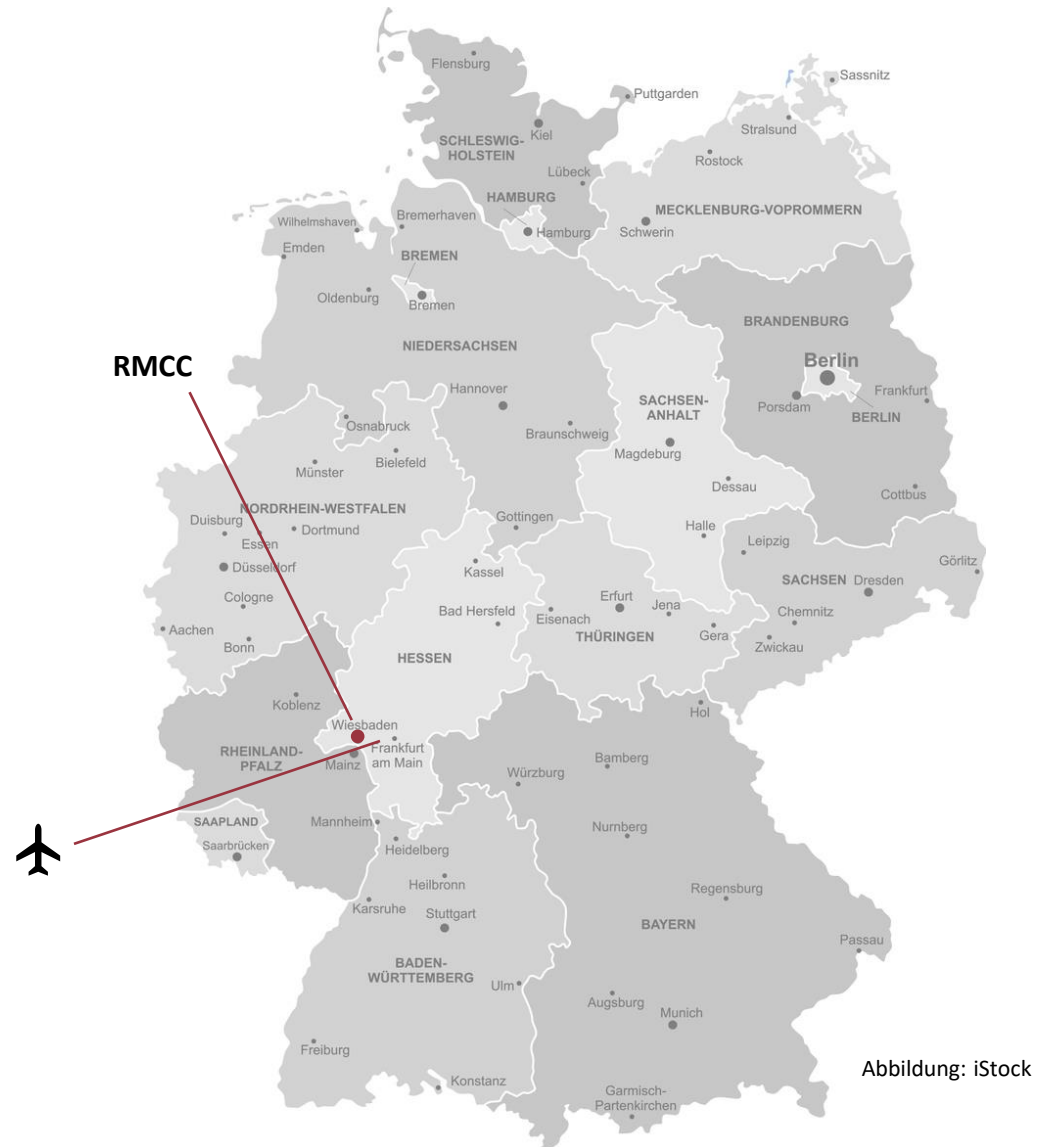 Flensburg
Sassnitz
Puttgarden
Kiel
Stralsund
SCHLESWIG-
HOLSTEIN
Rostock
Lübeck
HAMBURG
MECKLENBURG-VOPROMMERN
Wilhelmshaven
Bremerhaven
Hamburg
Schwerin
Emden
BREMEN
Oldenburg
Bremen
BRANDENBURG
NIEDERSACHSEN
Berlin
RMCC
Hannover
SACHSEN-
ANHALT
Frankfurt
Porsdam
BERLIN
Osnabruck
Braunschweig
Magdeburg
Bielefeld
Münster
Dessau
Cottbus
NORDRHEIN-WESTFALEN
Duisburg
Dortmund
Gottingen
Halle
Essen
Leipzig
Düsseldorf
Kassel
Görlitz
SACHSEN
Dresden
Cologne
Bad Hersfeld
Erfurt
Jena
Eisenach
Chemnitz
Aachen
THÜRINGEN
Gera
Bonn
Zwickau
HESSEN
Koblenz
Hol
Wiesbaden
RHEINLAND-
PFALZ
Mainz
Frankfurt
am Main
Bamberg
Würzburg
SAAPLAND
Mannheim
Nurnberg
Saarbrücken
Heidelberg
Heilbronn
Regensburg
Karsruhe
Stuttgart
BAYERN
Passau
BADEN-
WÜRTTEMBERG
Ulm
Augsburg
Munich
Freiburg
Abbildung: iStock
Konstanz
Garmisch-
Partenkirchen